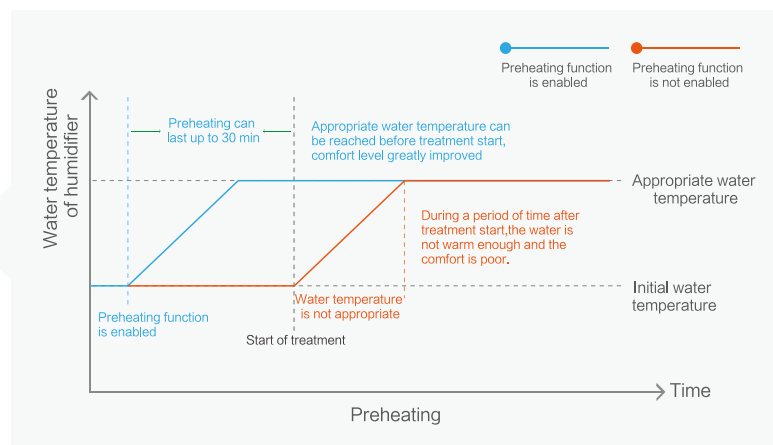 Preheating function
is enabled
Preheating function
is not enabled
Water temperature
of humidifier
Preheating can
last up to 30 min
Appropriate water temperature can
be reached before treatment start,
comfort level greatly improved
Appropriate water
temperature
During a period of time after
treatment start,the water is
not warm enough and the
comfort is poor.
Initial water
temperature
Water temperature
is not appropriate
Preheating function
is enabled
Start of treatment
Time
Preheating